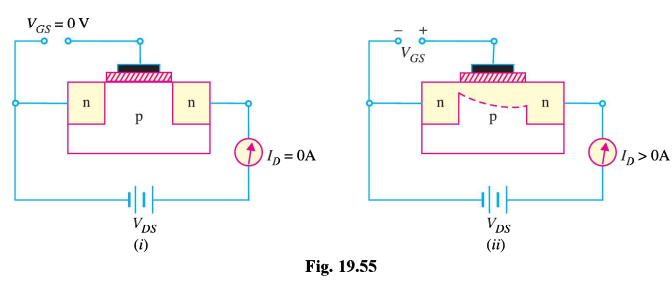 V_GS = 0 V
n
p
n
I_D = 0A
V_DS
(i)
− +
V_GS
n
p
n
I_D > 0A
V_DS
(ii)
Fig. 19.55